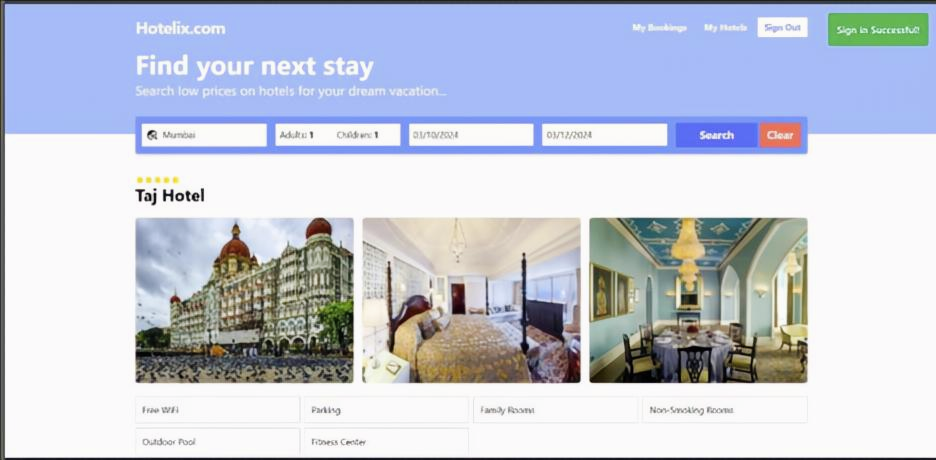 Hotelix.com
My Bookings My Hotels Sign Out
Sign in Successful!
Find your next stay
Search low prices on hotels for your dream vacation...
Mumbai Adults: 1 Children: 1 03/10/2024 03/12/2024 Search Clear
Taj Hotel
Free WiFi Parking Family Rooms Non-Smoking Rooms
Outdoor Pool Fitness Center